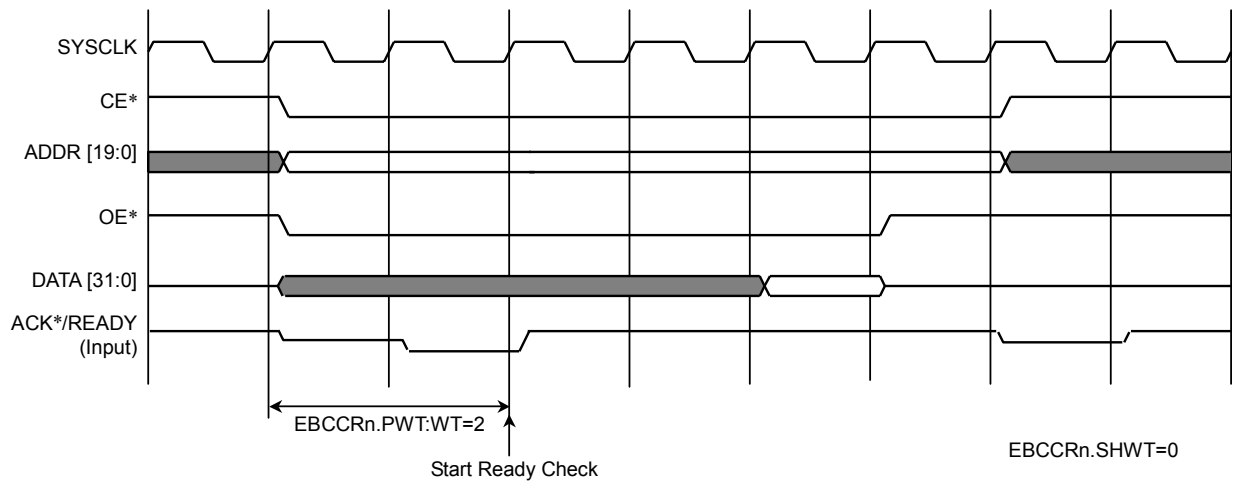 SYSCLK
CE*
ADDR [19:0]
OE*
DATA [31:0]
ACK*/READY
(Input)
EBCCRn.PWT:WT=2
EBCCRn.SHWT=0
Start Ready Check